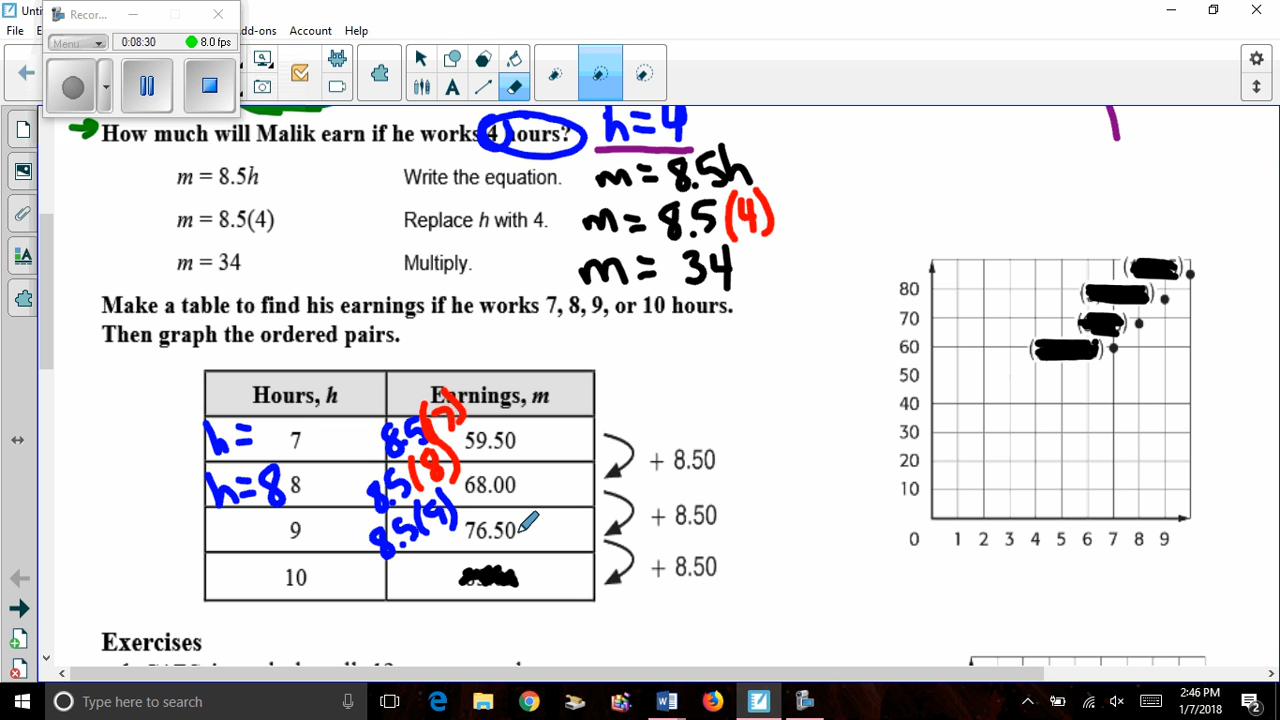 Unti
Recor...
Menu
0:08:30
8.0 fps
File
dd-ons
Account
Help
How much will Malik earn if he works 4 hours?
h = 4
m = 8.5h
Write the equation.
m = 8.5h
m = 8.5(4)
Replace h with 4.
m = 8.5 (4)
m = 34
Multiply.
m = 34
Make a table to find his earnings if he works 7, 8, 9, or 10 hours.
Then graph the ordered pairs.
Hours, h
Earnings, m
h = 7
8.5(7)
59.50
h = 8 8
8.5(8)
68.00
9
8.5(9)
76.50
10
+ 8.50
+ 8.50
+ 8.50
80
70
60
50
40
30
20
10
0 1 2 3 4 5 6 7 8 9
Exercises
Type here to search
2:46 PM
1/7/2018
2